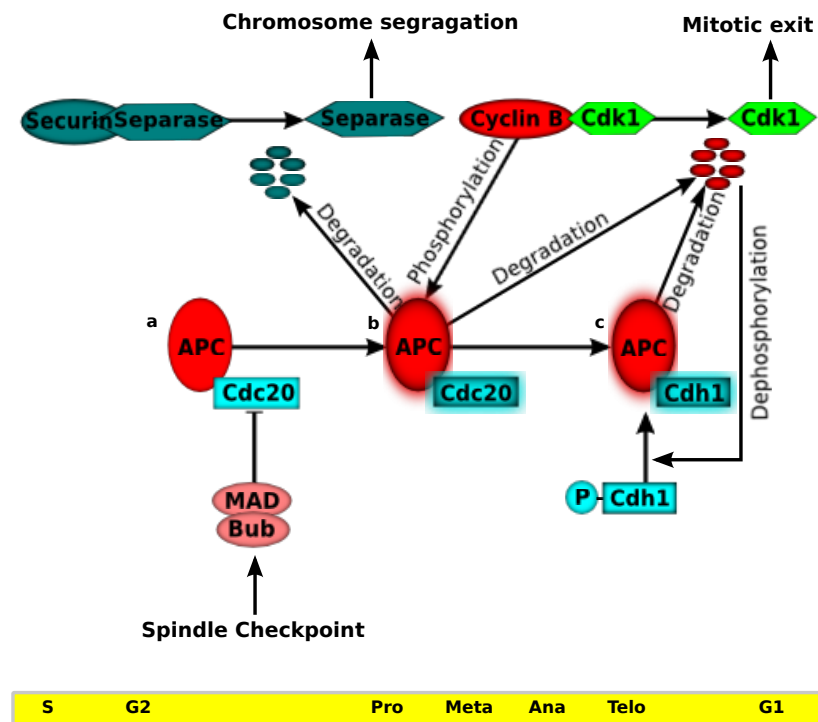 Chromosome segragation
Mitotic exit
Securin Separase
Separase
Cyclin B Cdk1
Cdk1
Degradation
Phosphorylation
Degradation
Degradation
Dephosphorylation
a
b
c
APC
APC
APC
Cdc20
Cdc20
Cdh1
MAD
Bub
P Cdh1
Spindle Checkpoint
S G2 Pro Meta Ana Telo G1